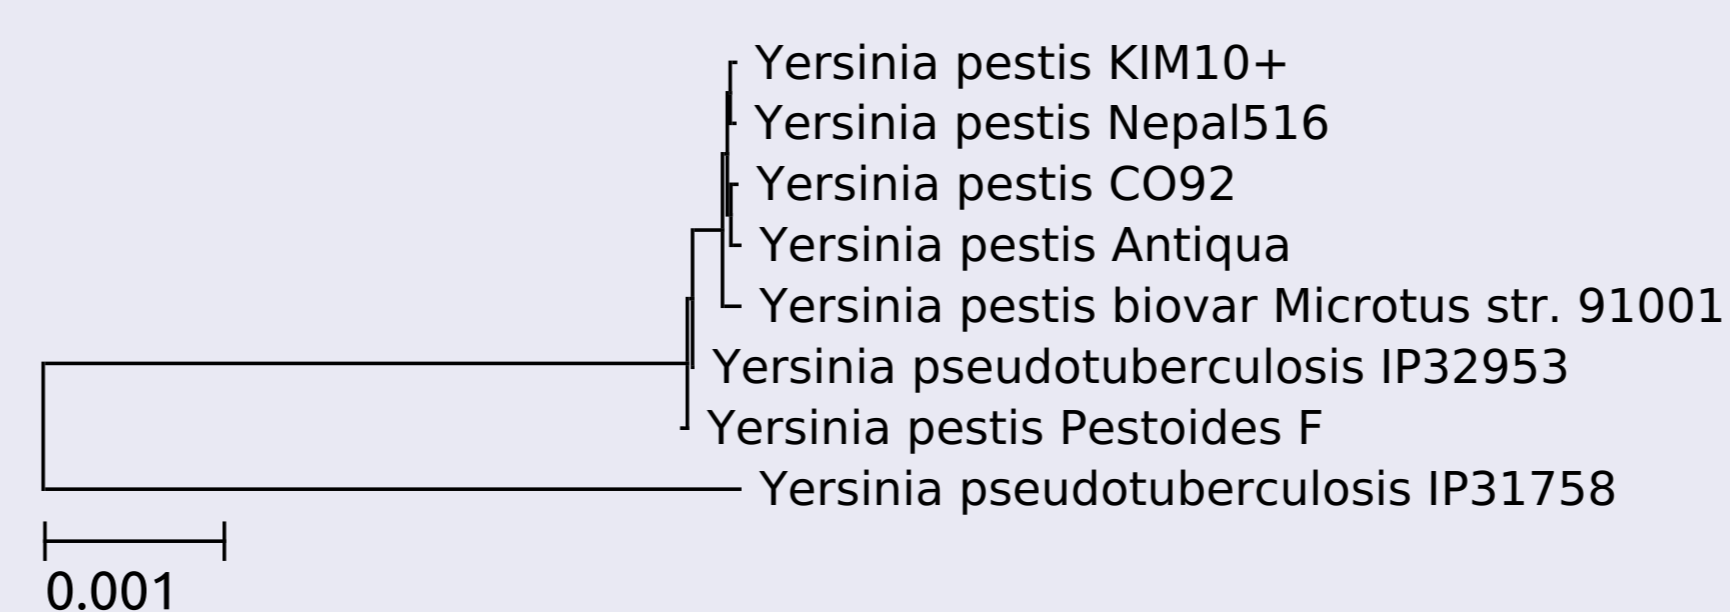 Yersinia pestis KIM10+
Yersinia pestis Nepal516
Yersinia pestis CO92
Yersinia pestis Antiqua
Yersinia pestis biovar Microtus str. 91001
Yersinia pseudotuberculosis IP32953
Yersinia pestis Pestoides F
Yersinia pseudotuberculosis IP31758
0.001